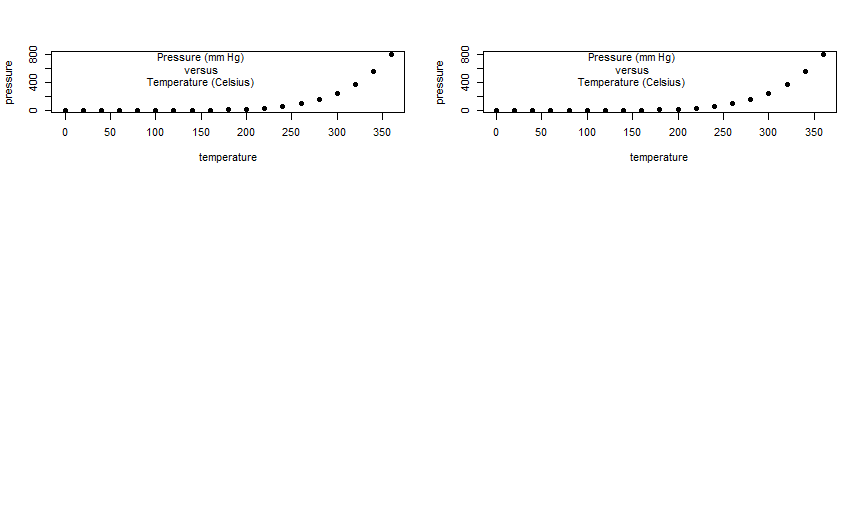 800
400
0
pressure
Pressure (mm Hg)
versus
Temperature (Celsius)
0 50 100 150 200 250 300 350
temperature
800
400
0
pressure
Pressure (mm Hg)
versus
Temperature (Celsius)
0 50 100 150 200 250 300 350
temperature